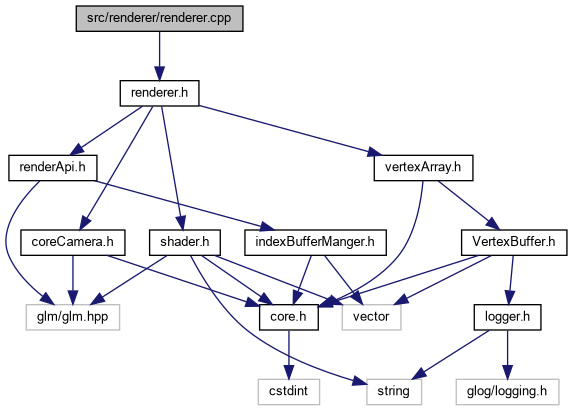 src/renderer/renderer.cpp
renderer.h
renderApi.h
vertexArray.h
coreCamera.h
shader.h
indexBufferManger.h
VertexBuffer.h
glm/glm.hpp
core.h
vector
logger.h
cstdint
string
glog/logging.h